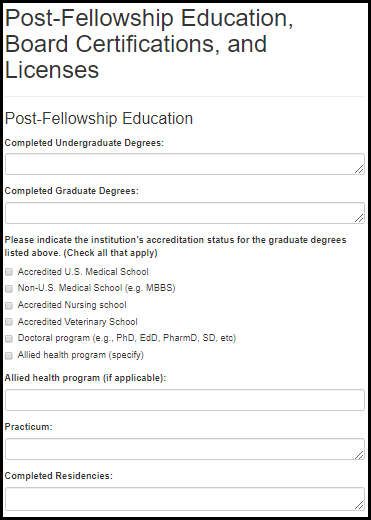 Post-Fellowship Education,
Board Certifications, and
Licenses
Post-Fellowship Education
Completed Undergraduate Degrees:
Completed Graduate Degrees:
Please indicate the institution's accreditation status for the graduate degrees
listed above. (Check all that apply)
Accredited U.S. Medical School
Non-U.S. Medical School (e.g. MBBS)
Accredited Nursing school
Accredited Veterinary School
Doctoral program (e.g., PhD, EdD, PharmD, SD, etc)
Allied health program (specify)
Allied health program (if applicable):
Practicum:
Completed Residencies: